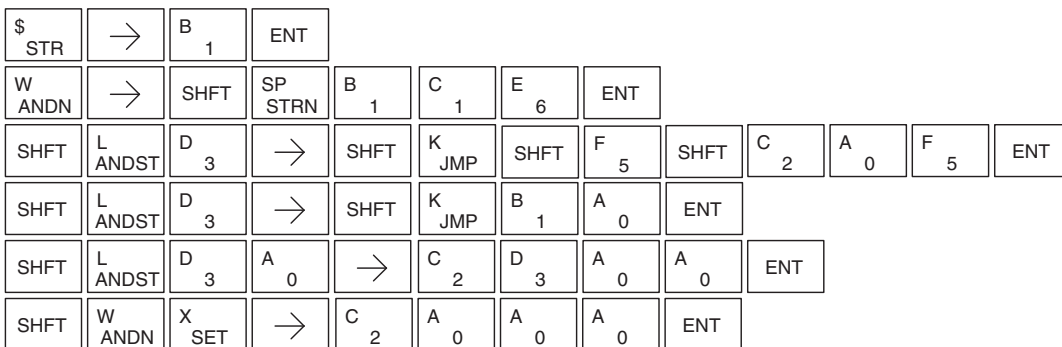 $ STR → B 1 ENT
W ANDN → SHFT SP STRN B 1 C 1 E 6 ENT
SHFT L ANDST D 3 → SHFT K JMP SHFT F 5 SHFT C 2 A 0 F 5 ENT
SHFT L ANDST D 3 → SHFT K JMP B 1 A 0 ENT
SHFT L ANDST D 3 A 0 → C 2 D 3 A 0 A 0 ENT
SHFT W ANDN X SET → C 2 A 0 A 0 A 0 ENT